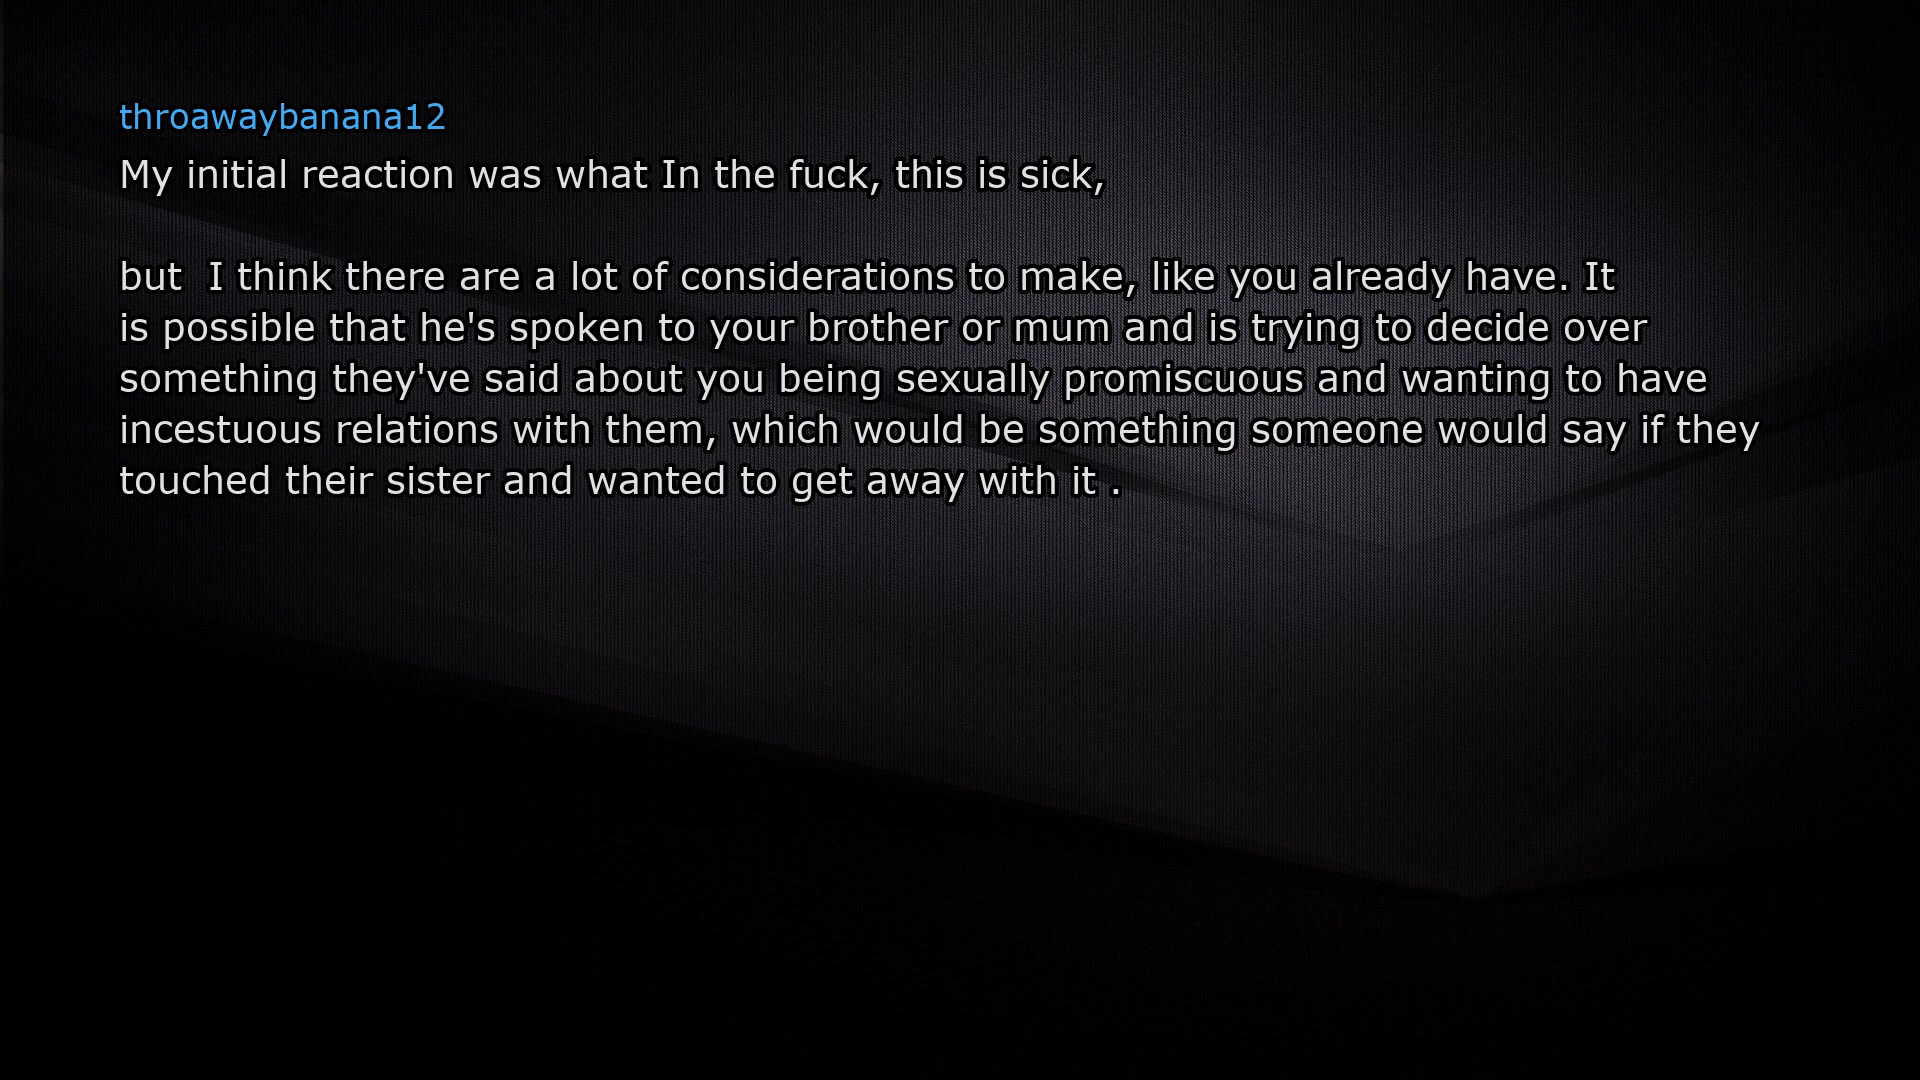 throawaybanana12
My initial reaction was what In the fuck, this is sick,
but  I think there are a lot of considerations to make, like you already have. It
is possible that he's spoken to your brother or mum and is trying to decide over
something they've said about you being sexually promiscuous and wanting to have
incestuous relations with them, which would be something someone would say if they
touched their sister and wanted to get away with it .